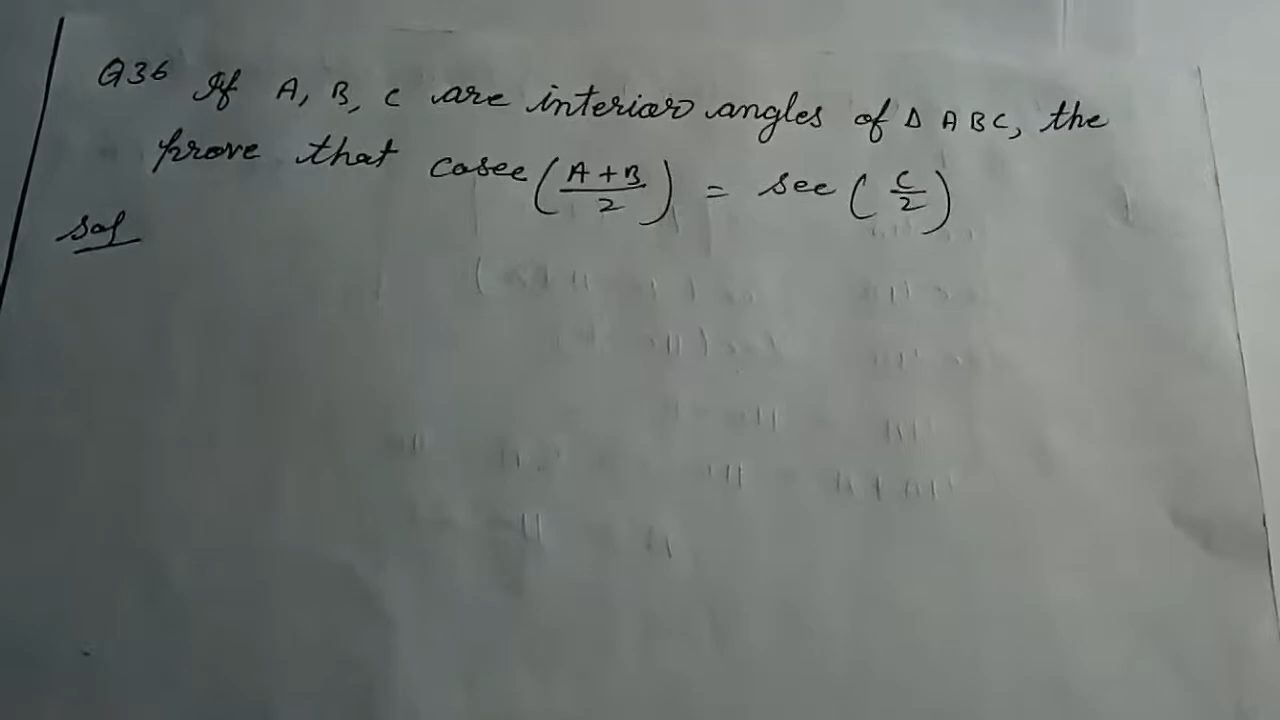 Q36 If A, B, C are interior angles of Δ ABC, the
prove that cosec (A+B/2) = sec (C/2)
Sol